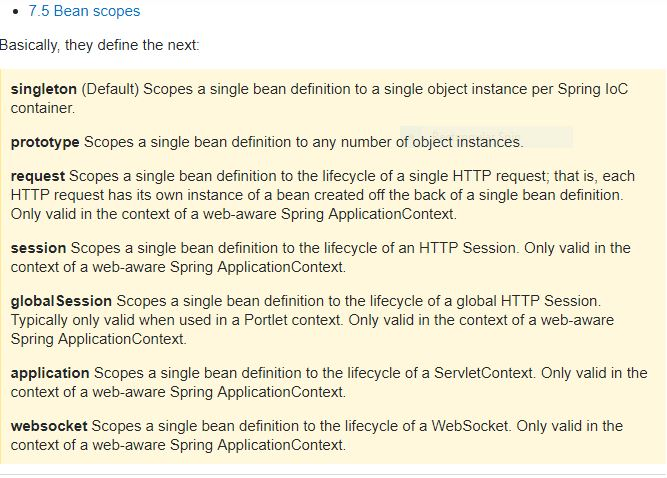 • 7.5 Bean scopes
Basically, they define the next:
singleton (Default) Scopes a single bean definition to a single object instance per Spring IoC
container.
prototype Scopes a single bean definition to any number of object instances.
request Scopes a single bean definition to the lifecycle of a single HTTP request; that is, each
HTTP request has its own instance of a bean created off the back of a single bean definition.
Only valid in the context of a web-aware Spring ApplicationContext.
session Scopes a single bean definition to the lifecycle of an HTTP Session. Only valid in the
context of a web-aware Spring ApplicationContext.
globalSession Scopes a single bean definition to the lifecycle of a global HTTP Session.
Typically only valid when used in a Portlet context. Only valid in the context of a web-aware
Spring ApplicationContext.
application Scopes a single bean definition to the lifecycle of a ServletContext. Only valid in the
context of a web-aware Spring ApplicationContext.
websocket Scopes a single bean definition to the lifecycle of a WebSocket. Only valid in the
context of a web-aware Spring ApplicationContext.